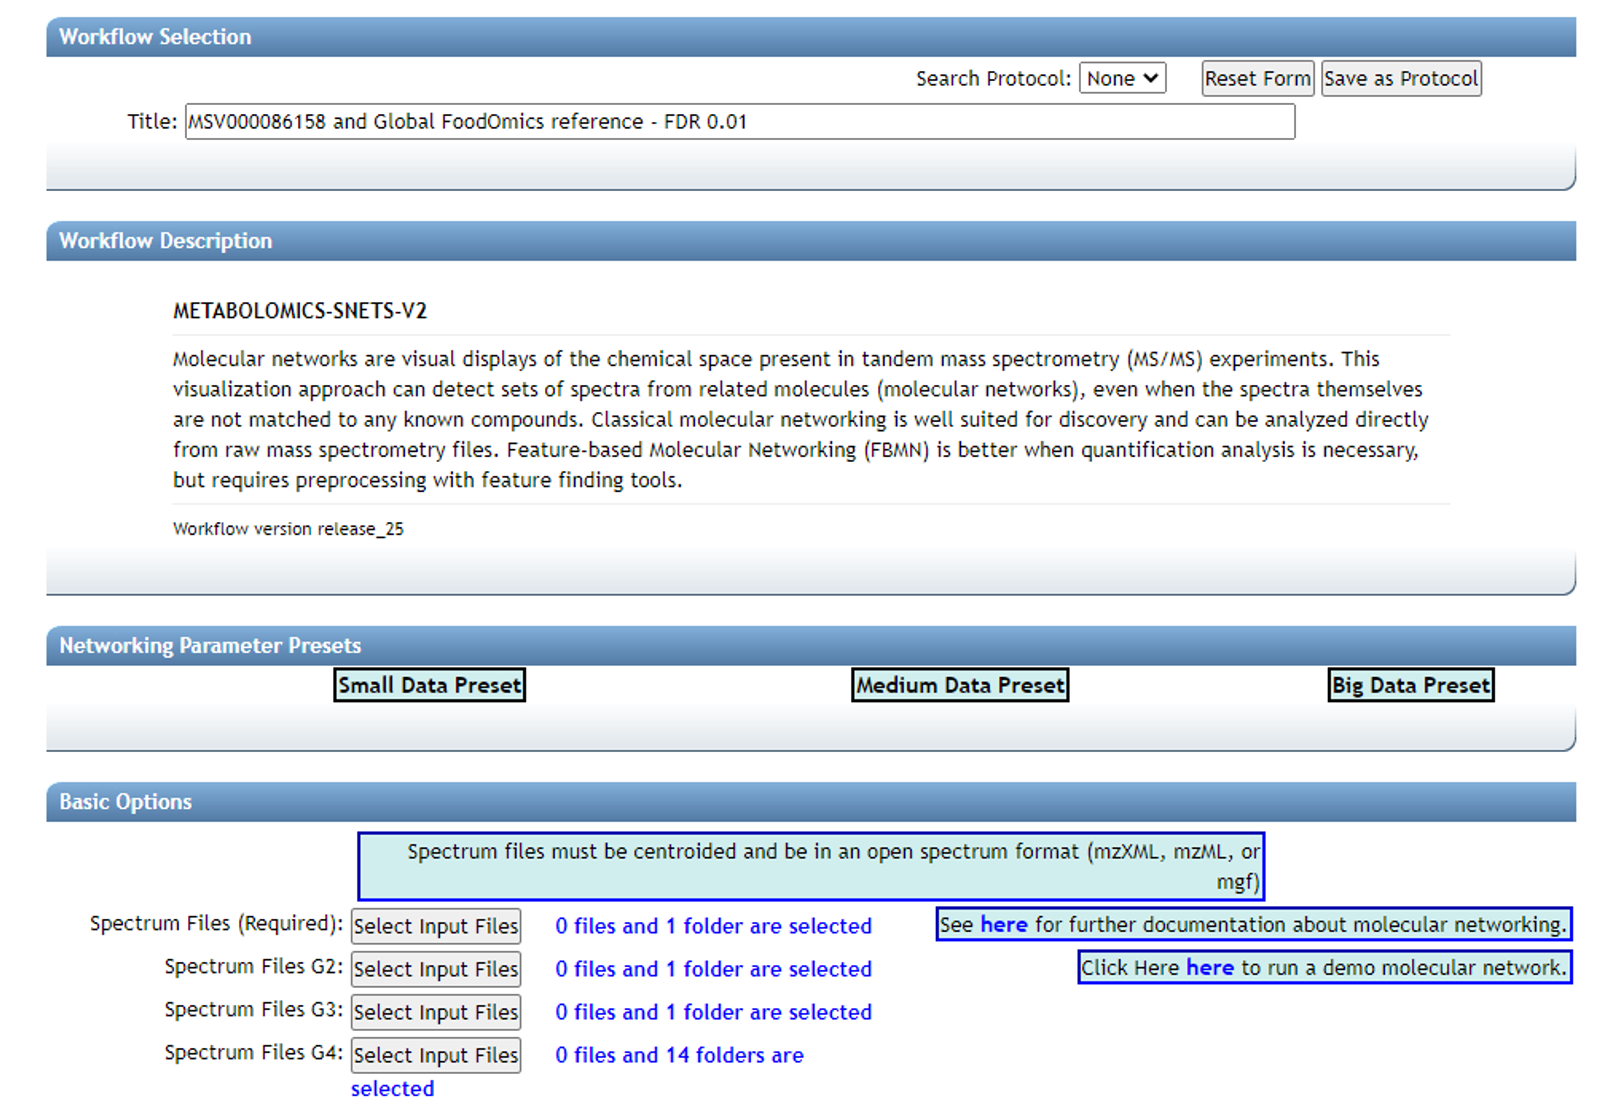 Workflow Selection
Search Protocol: None Reset Form Save as Protocol
Title: MSV000086158 and Global FoodOmics reference - FDR 0.01
Workflow Description
METABOLOMICS-SNETS-V2
Molecular networks are visual displays of the chemical space present in tandem mass spectrometry (MS/MS) experiments. This
visualization approach can detect sets of spectra from related molecules (molecular networks), even when the spectra themselves
are not matched to any known compounds. Classical molecular networking is well suited for discovery and can be analyzed directly
from raw mass spectrometry files. Feature-based Molecular Networking (FBMN) is better when quantification analysis is necessary,
but requires preprocessing with feature finding tools.
Workflow version release_25
Networking Parameter Presets
Small Data Preset Medium Data Preset Big Data Preset
Basic Options
Spectrum files must be centroided and be in an open spectrum format (mzXML, mzML, or
mgf)
Spectrum Files (Required): Select Input Files 0 files and 1 folder are selected See here for further documentation about molecular networking.
Spectrum Files G2: Select Input Files 0 files and 1 folder are selected Click Here here to run a demo molecular network.
Spectrum Files G3: Select Input Files 0 files and 1 folder are selected
Spectrum Files G4: Select Input Files 0 files and 14 folders are
selected